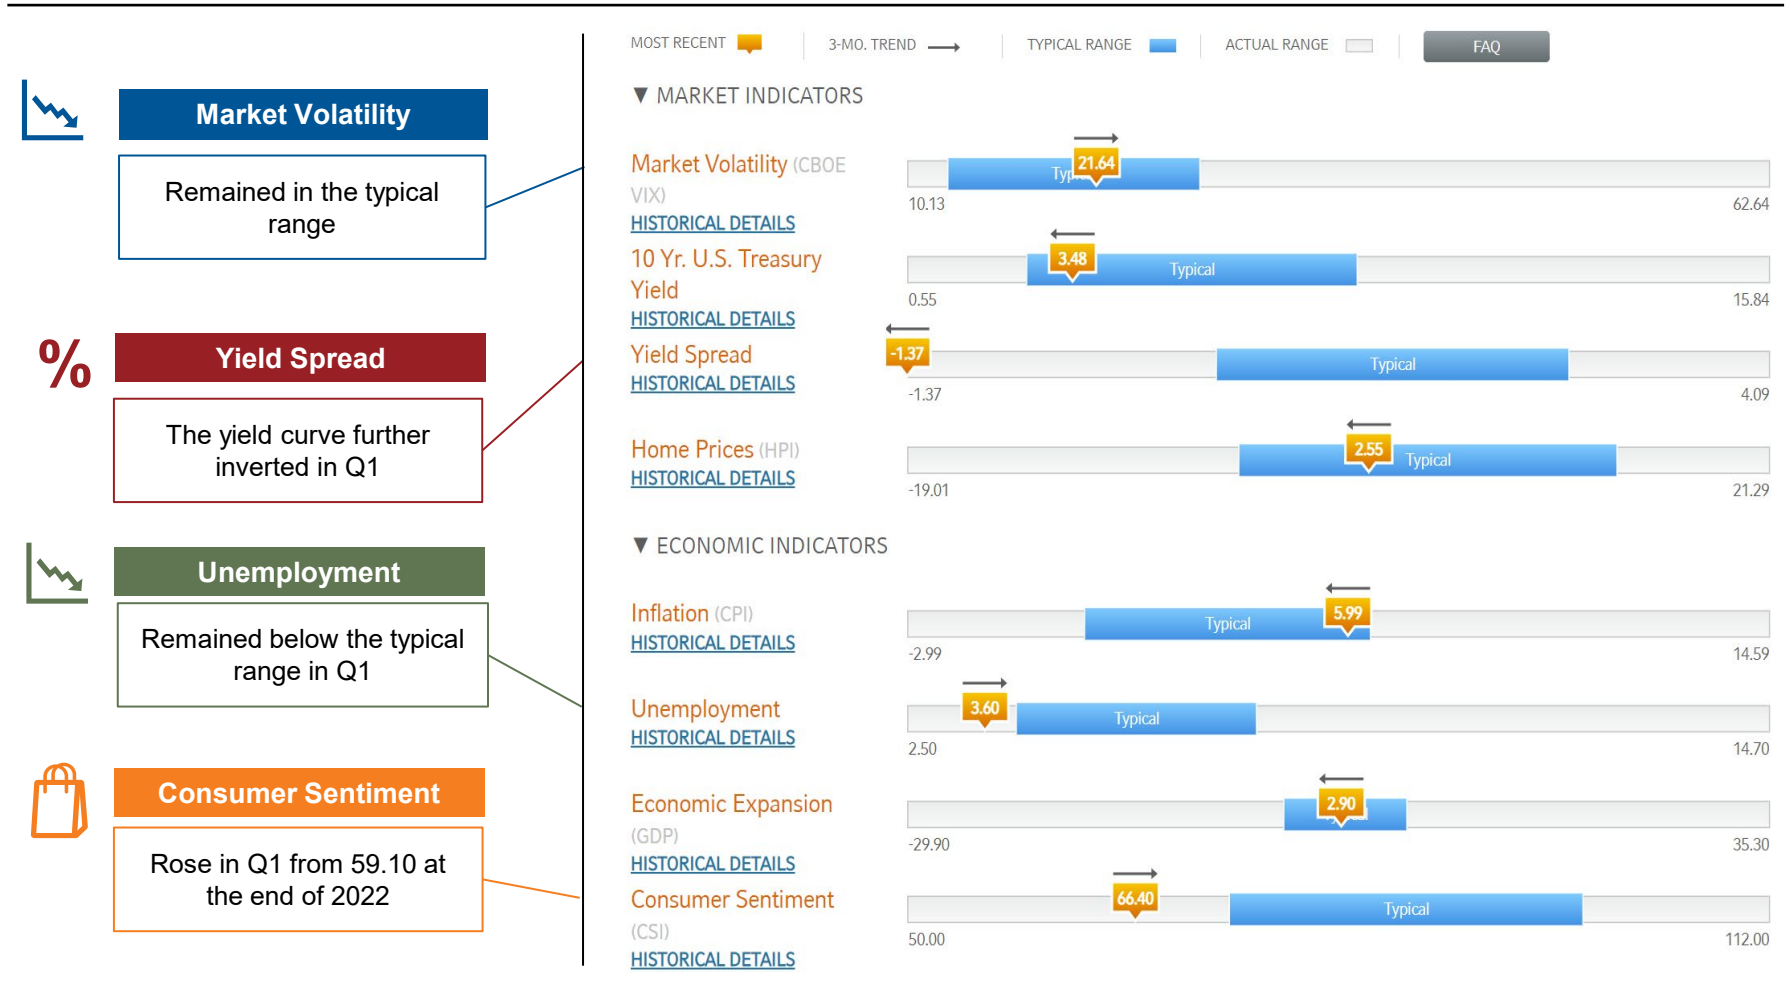 MOST RECENT
3-MO. TREND
TYPICAL RANGE
ACTUAL RANGE
FAQ
Market Volatility
Remained in the typical
range
%
Yield Spread
The yield curve further
inverted in Q1
Unemployment
Remained below the typical
range in Q1
Consumer Sentiment
Rose in Q1 from 59.10 at
the end of 2022
▼ MARKET INDICATORS
Market Volatility (CBOE
VIX)
HISTORICAL DETAILS
21.64
10.13
62.64
10 Yr. U.S. Treasury
Yield
HISTORICAL DETAILS
3.48
Typical
0.55
15.84
Yield Spread
HISTORICAL DETAILS
-1.37
Typical
-1.37
4.09
Home Prices (HPI)
HISTORICAL DETAILS
2.55
Typical
-19.01
21.29
▼ ECONOMIC INDICATORS
Inflation (CPI)
HISTORICAL DETAILS
Typical
5.99
-2.99
14.59
Unemployment
HISTORICAL DETAILS
3.60
Typical
2.50
14.70
Economic Expansion
(GDP)
HISTORICAL DETAILS
2.90
-29.90
35.30
Consumer Sentiment
(CSI)
HISTORICAL DETAILS
66.40
Typical
50.00
112.00